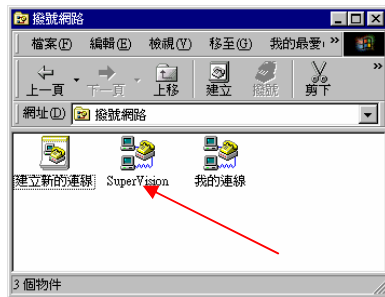 撥號網路
檔案(F) 編輯(E) 檢視(V) 移至(G) 我的最愛 »
上一頁 下一頁 上移 建立 撥號 剪下 »
網址(D) 撥號網路
建立新的連線 SuperVision 我的連線
3 個物件